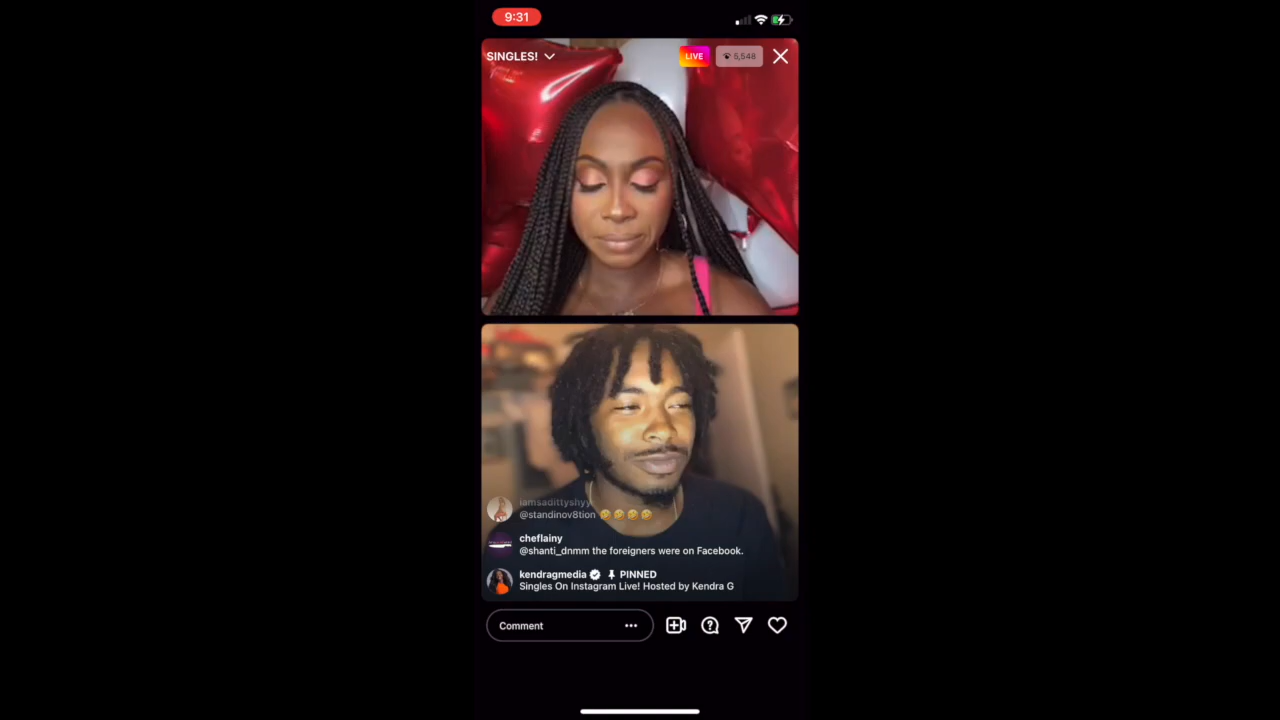 9:31
SINGLES!
LIVE
5,548
iamsadittyshyy
@standinov8tion 🤣 🤣 🤣 🤣
cheflainy
@shanti_dnmm the foreigners were on Facebook.
kendragmedia PINNED
Singles On Instagram Live! Hosted by Kendra G
Comment